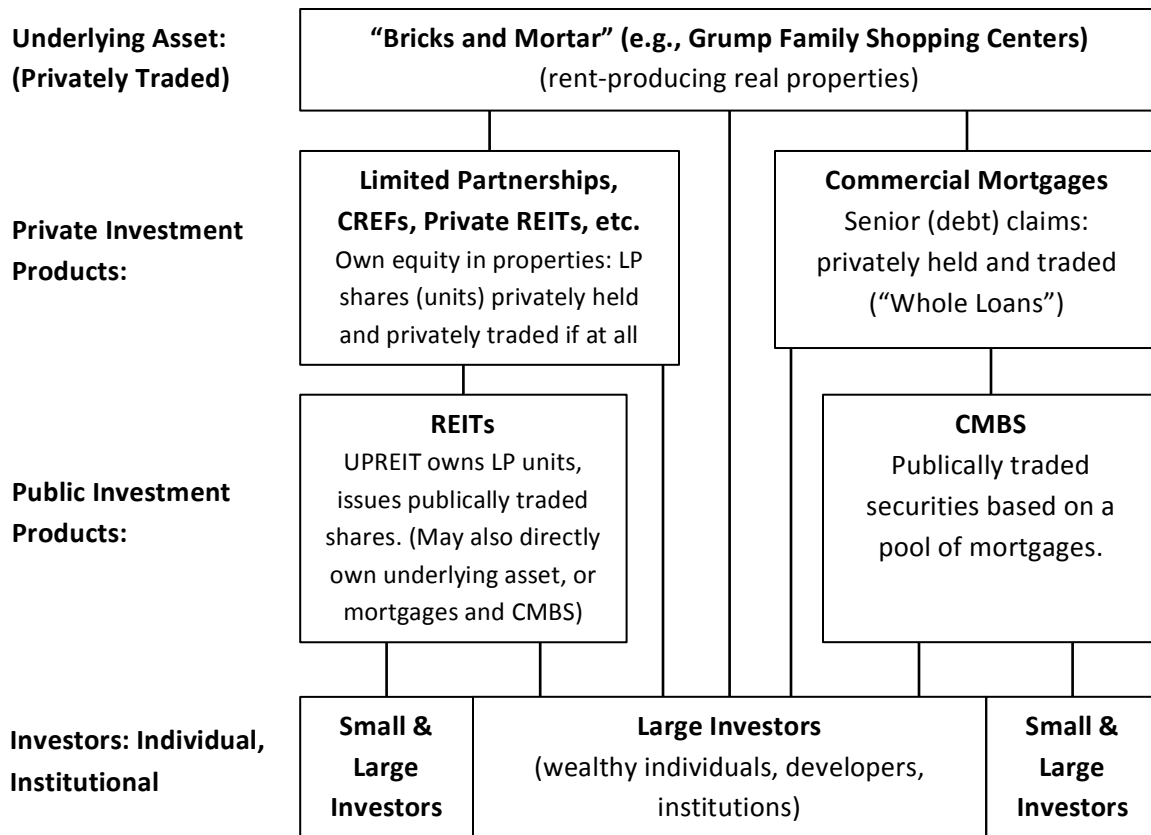 Underlying Asset:
(Privately Traded)
“Bricks and Mortar” (e.g., Grump Family Shopping Centers)
(rent-producing real properties)
Private Investment
Products:
Limited Partnerships,
CREFs, Private REITs, etc.
Own equity in properties: LP
shares (units) privately held
and privately traded if at all
Commercial Mortgages
Senior (debt) claims:
privately held and traded
(“Whole Loans”)
Public Investment
Products:
REITs
UPREIT owns LP units,
issues publically traded
shares. (May also directly
own underlying asset, or
mortgages and CMBS)
CMBS
Publically traded
securities based on a
pool of mortgages.
Investors: Individual,
Institutional
Small &
Large
Investors
Large Investors
(wealthy individuals, developers,
institutions)
Small &
Large
Investors